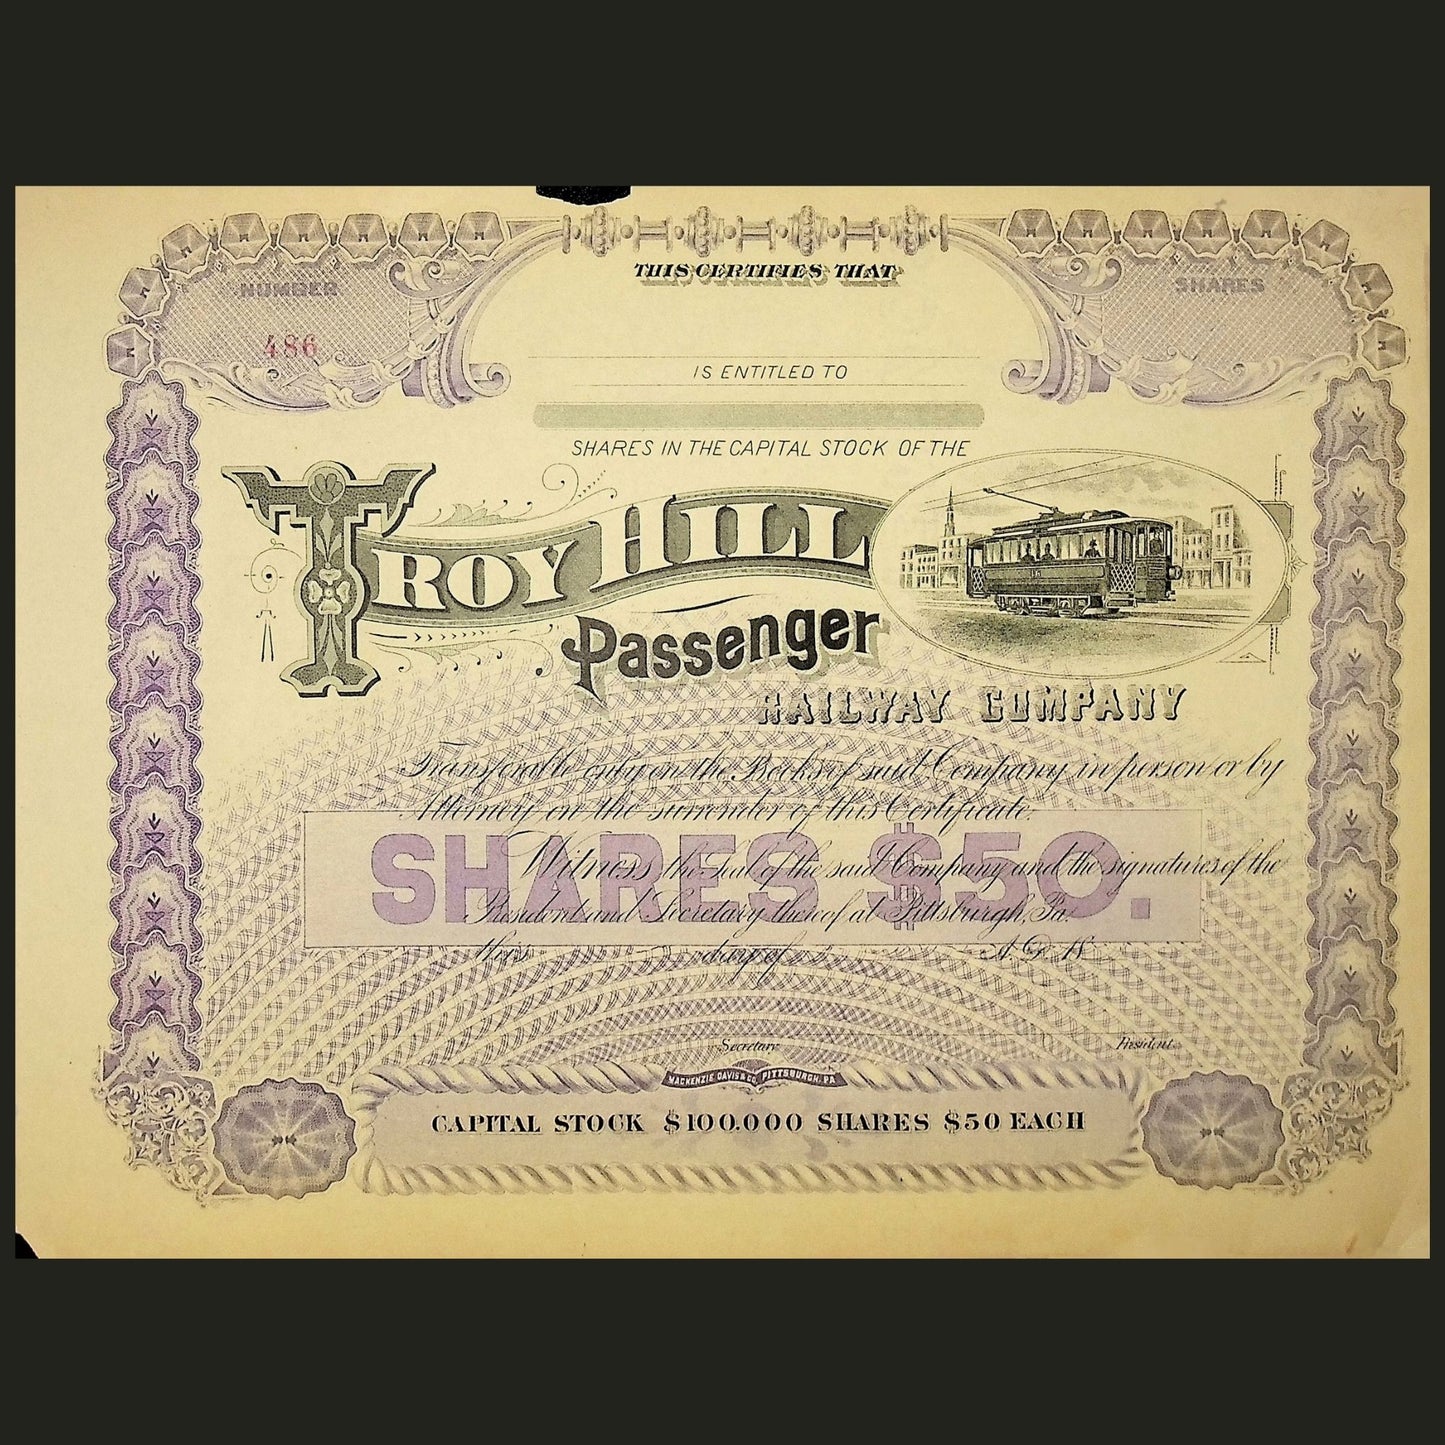 NUMBER
486
THIS CERTIFIES THAT
SHARES
IS ENTITLED TO
SHARES IN THE CAPITAL STOCK OF THE
TROY HILL
Passenger
RAILWAY COMPANY
Transferable only on the Books of said Company in person or by
Attorney on the surrender of this Certificate.
SHARES $50.
Witness the Seal of the said Company and the signatures of the
President and Secretary thereof at Pittsburgh, Pa.
this day of A.D. 18
Secretary President
MACKENZIE DAVIS & CO. PITTSBURGH, PA
CAPITAL STOCK $100.000 SHARES $50 EACH